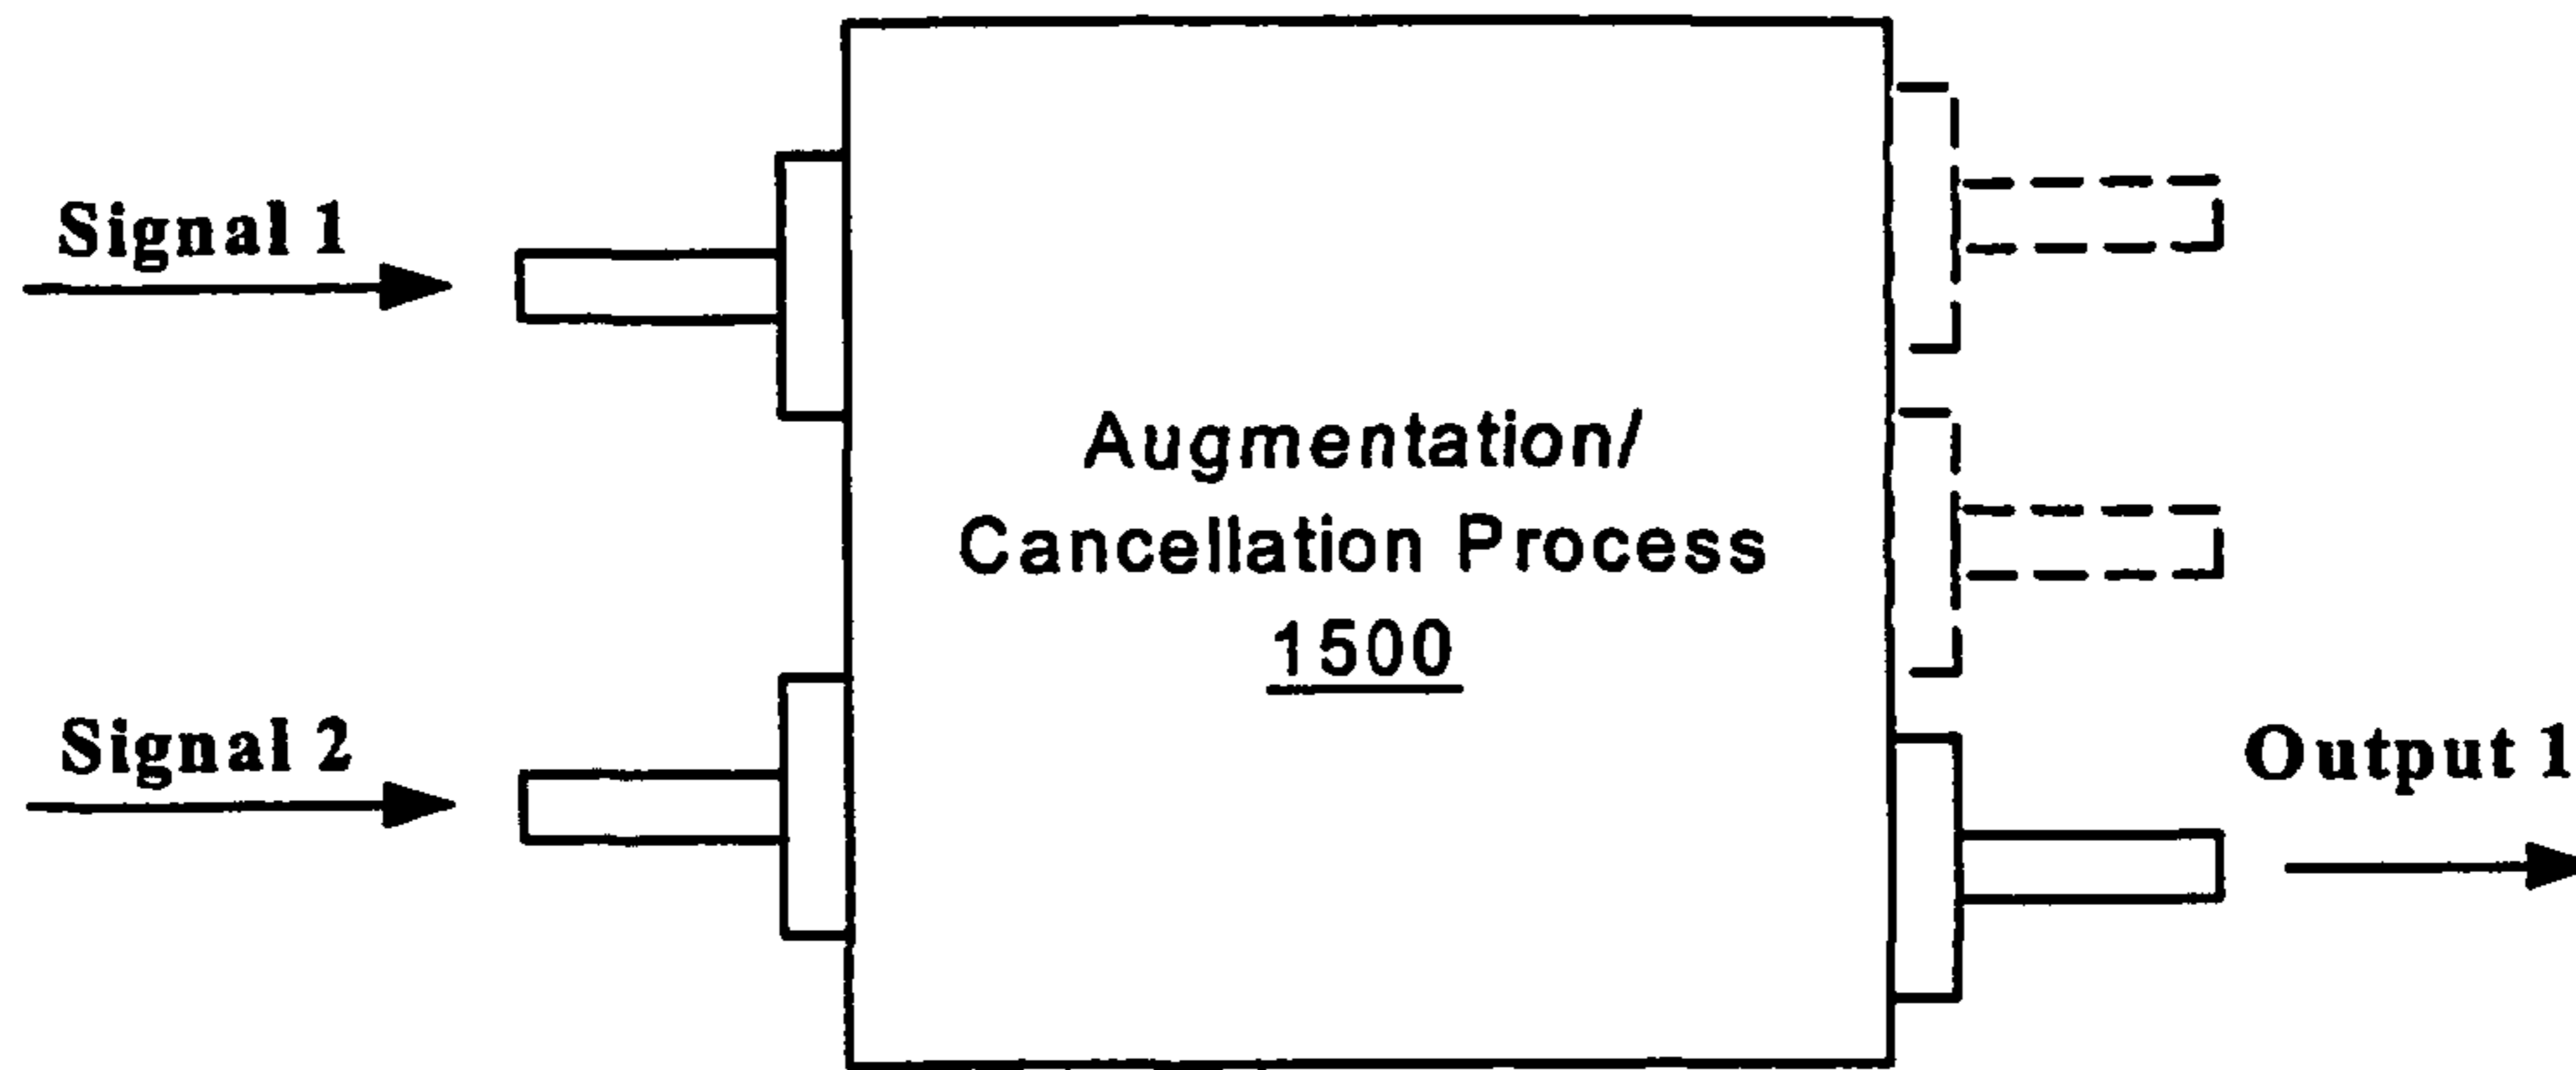 Signal 1
Augmentation/
Cancellation Process
1500
Signal 2
Output 1